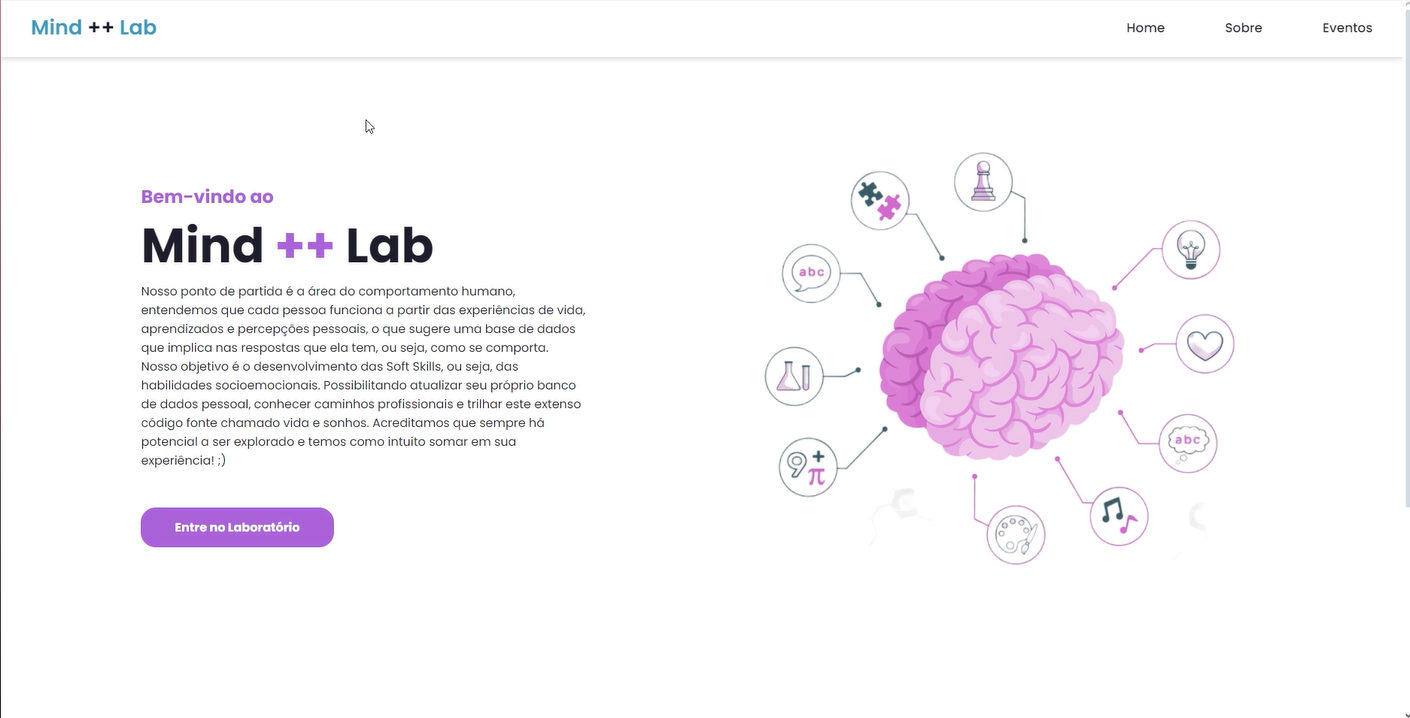 Mind ++ Lab
Home Sobre Eventos
Bem-vindo ao
Mind ++ Lab
Nosso ponto de partida é a área do comportamento humano,
entendemos que cada pessoa funciona a partir das experiências de vida,
aprendizados e percepções pessoais, o que sugere uma base de dados
que implica nas respostas que ela tem, ou seja, como se comporta.
Nosso objetivo é o desenvolvimento das Soft Skills, ou seja, das
habilidades socioemocionais. Possibilitando atualizar seu próprio banco
de dados pessoal, conhecer caminhos profissionais e trilhar este extenso
código fonte chamado vida e sonhos. Acreditamos que sempre há
potencial a ser explorado e temos como intuito somar em sua
experiência! ;)
Entre no Laboratório
abc
abc
9 + π